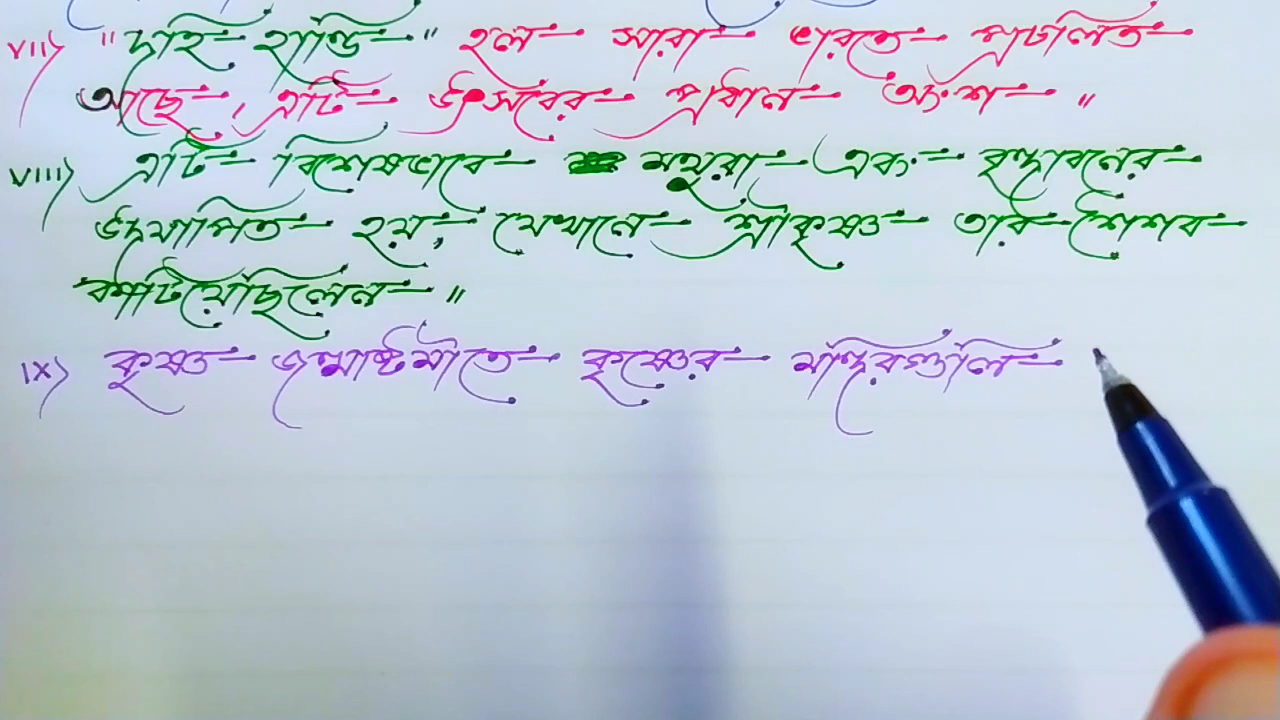 vii) "দহি হান্ডি" হল সারা ভারতে প্রচলিত
আছে, এটি উৎসবের প্রধান অংশ॥
viii) এটি বিশেষভাবে মথুরা এবং বৃন্দাবনের
উদযাপিত হয়, যেখানে শ্রীকৃষ্ণ তার শৈশব
কাটিয়েছিলেন॥
ix) কৃষ্ণ জন্মাষ্টমীতে কৃষ্ণের মন্দিরগুলি